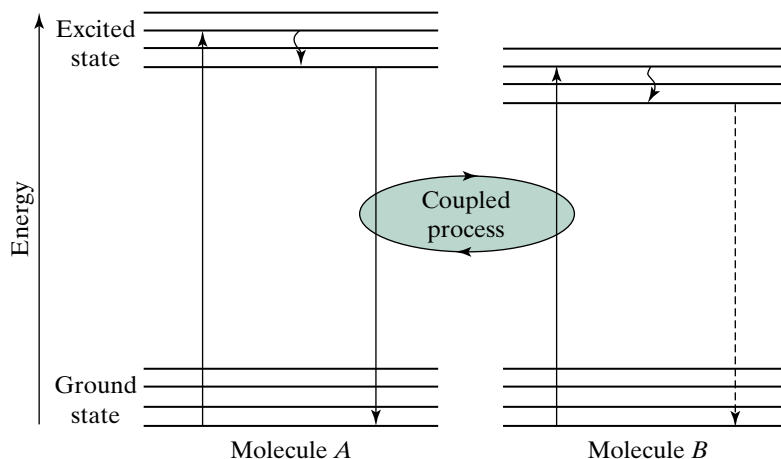 Excited
state
Energy
Coupled
process
Ground
state
Molecule A
Molecule B